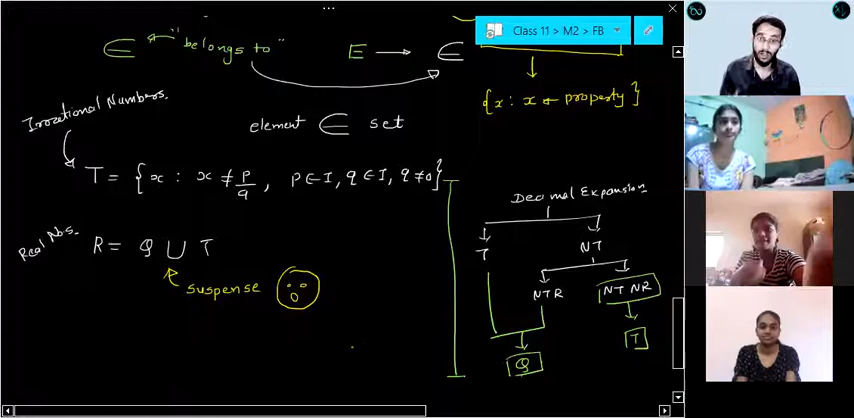 Class 11 > M2 > FB
∈ ← "belongs to" E → ∈
{x : x ← property}
Irrational Numbers.
element ∈ set
T = {x : x ≠ p/q, p∈I, q∈I, q≠0}
Decimal Expansion
T NT
Real Nbs. R = Q ∪ T
suspense
NTR NT NR
Q T